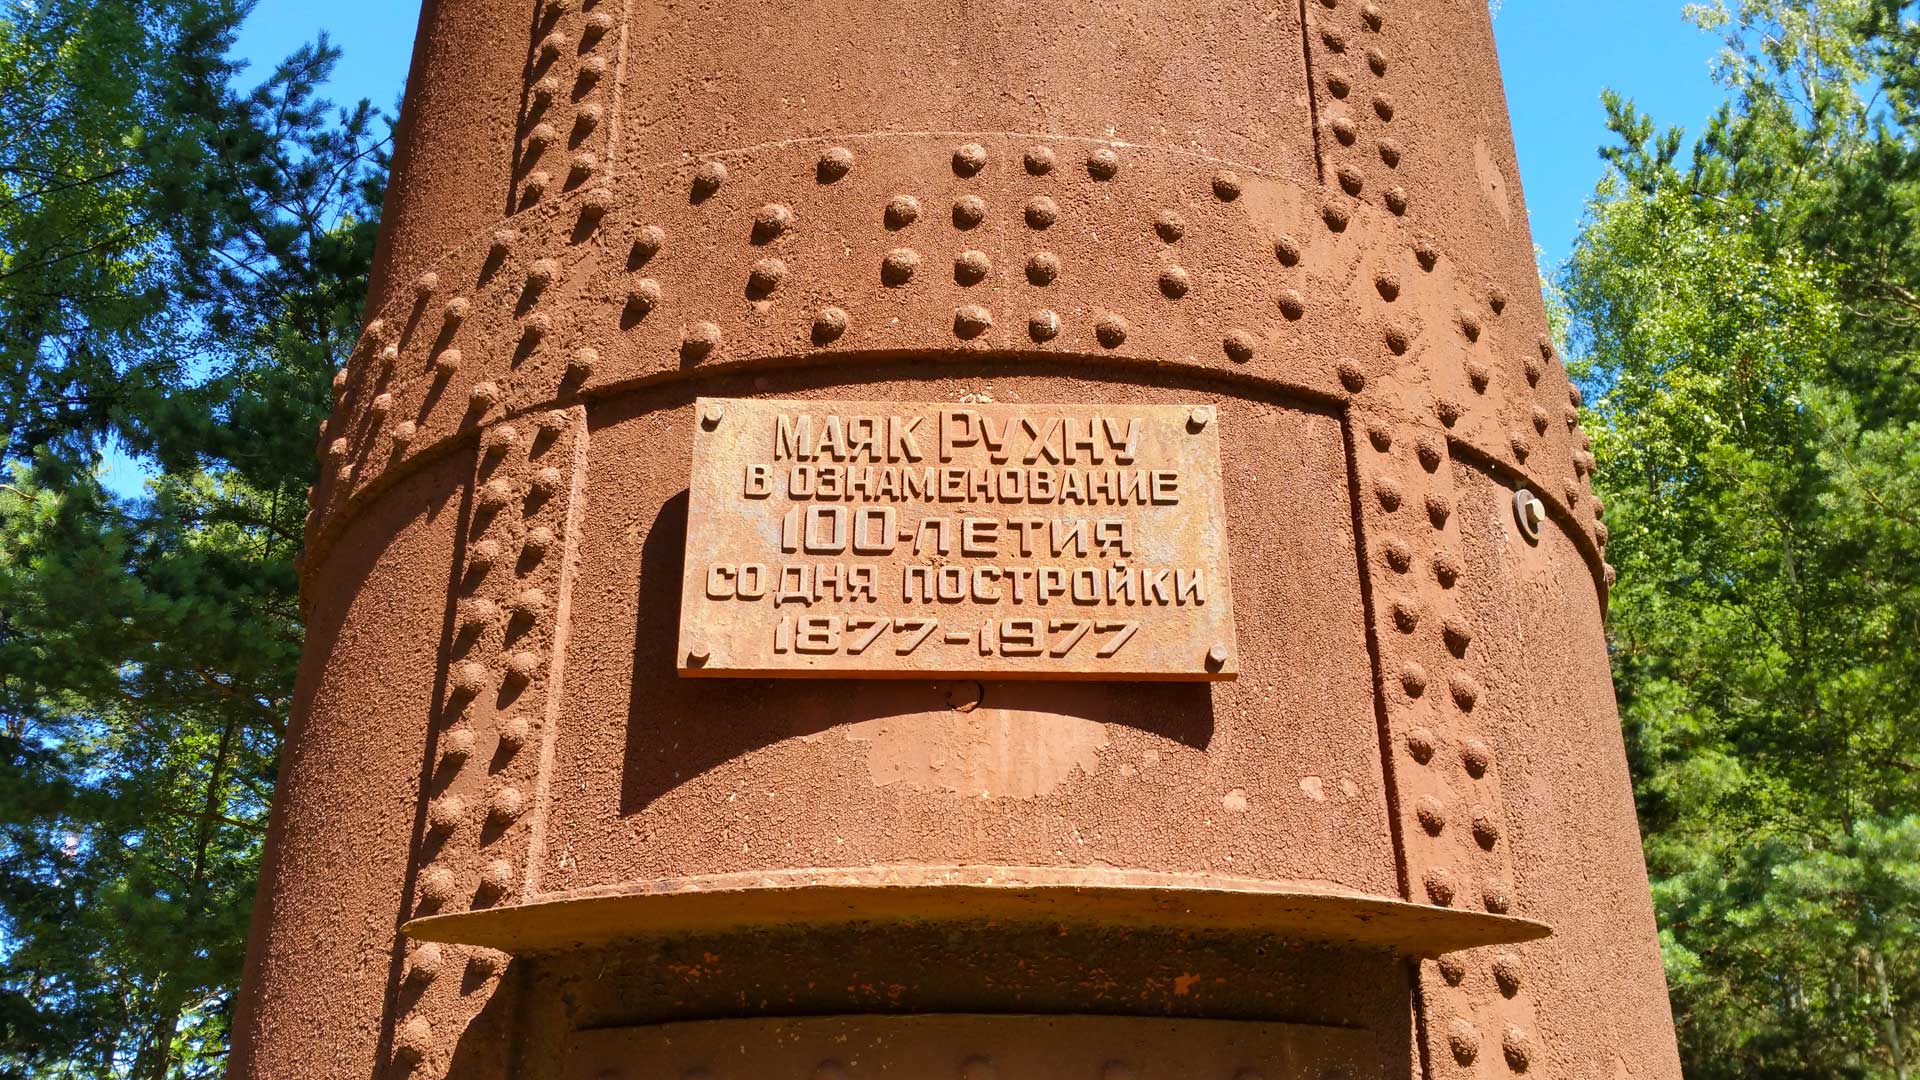 МАЯК РУХНУ
В ОЗНАМЕНОВАНИЕ
100-ЛЕТИЯ
СО ДНЯ ПОСТРОЙКИ
1877-1977